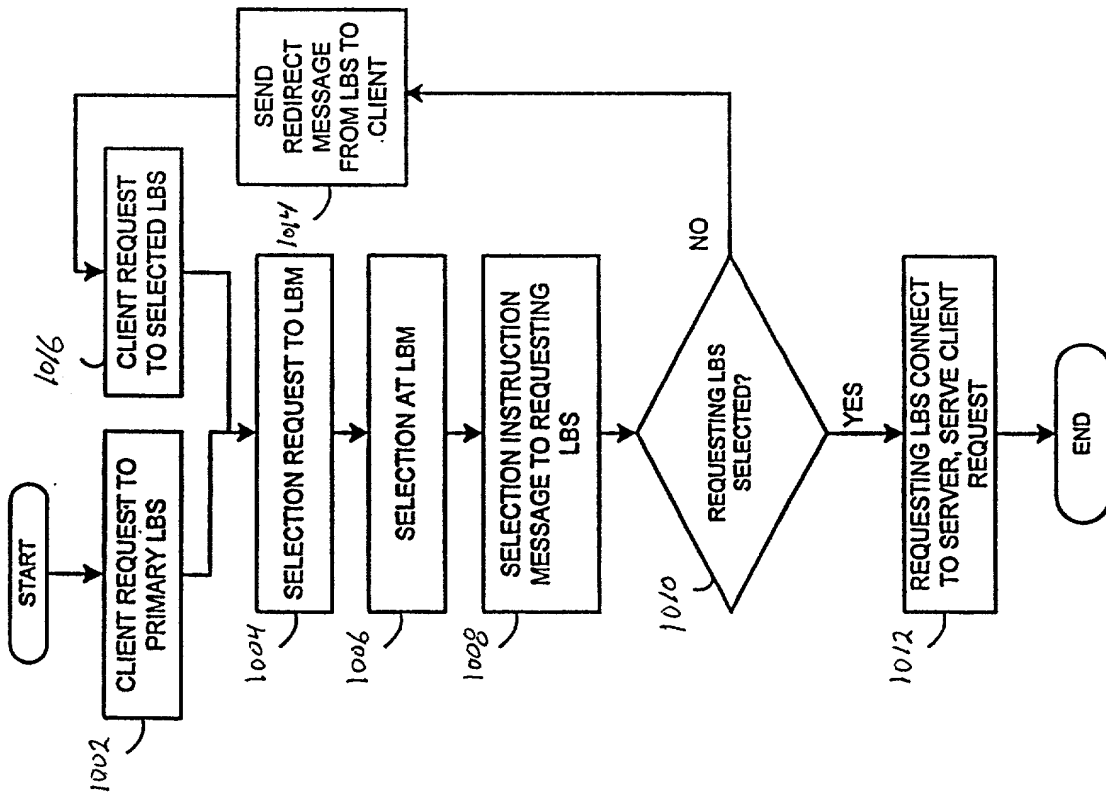 START
CLIENT REQUEST TO
PRIMARY LBS
1002
CLIENT REQUEST
TO SELECTED LBS
1016
SELECTION REQUEST TO LBM
1004
SELECTION AT LBM
1006
SELECTION INSTRUCTION
MESSAGE TO REQUESTING
LBS
1008
REQUESTING LBS
SELECTED?
1010
NO
SEND
REDIRECT
MESSAGE
FROM LBS TO
CLIENT
1014
YES
REQUESTING LBS CONNECT
TO SERVER, SERVE CLIENT
REQUEST
1012
END